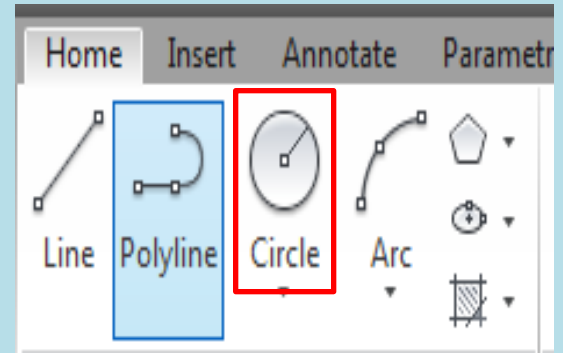 Home Insert Annotate Parametr
Line Polyline Circle Arc